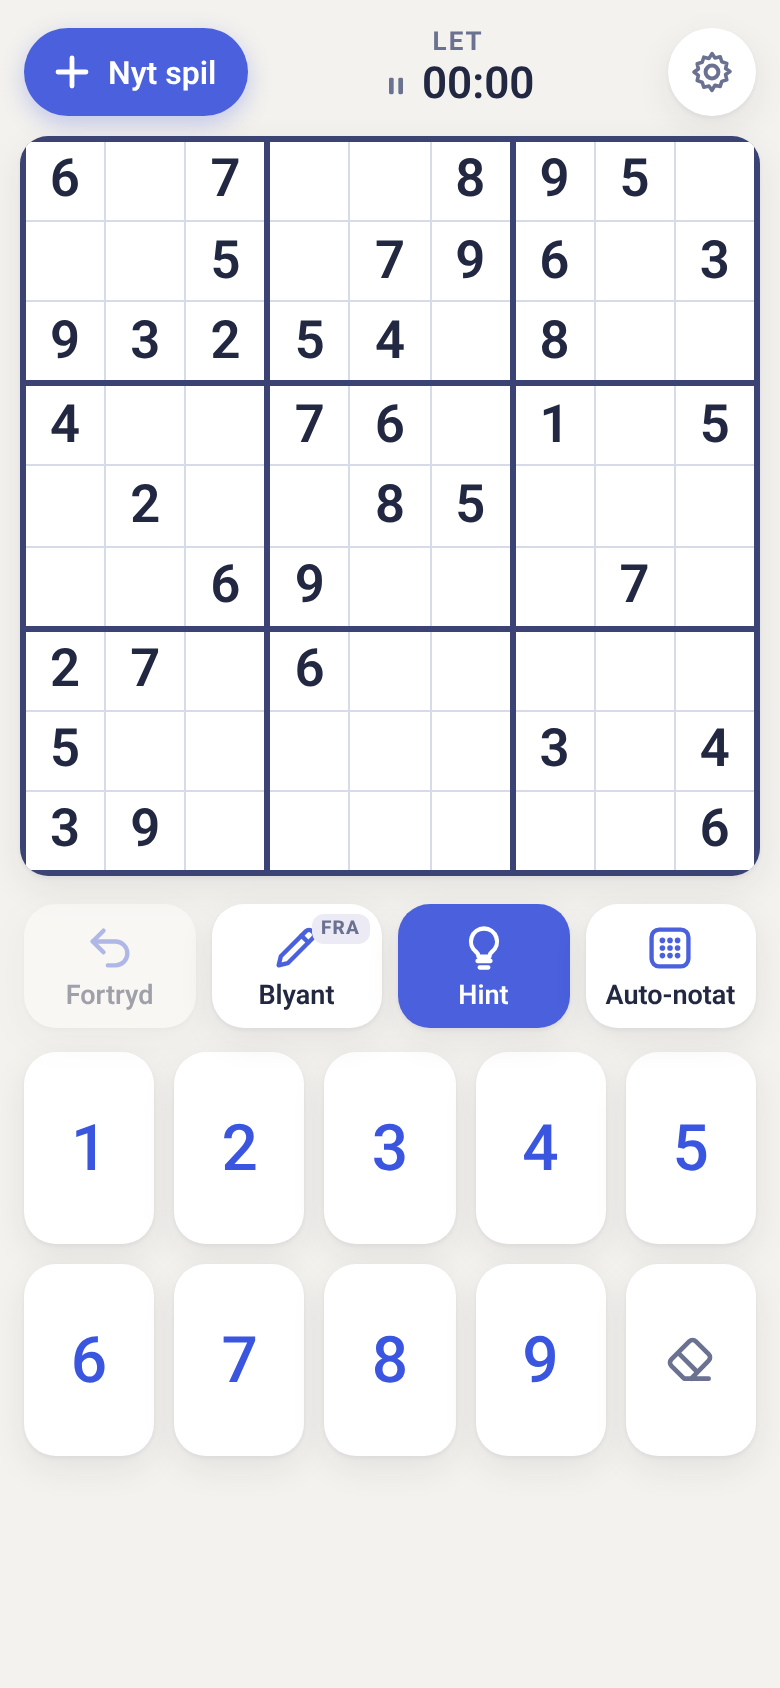 Nyt spil
LET
00:00
6 7 8 9 5
5 7 9 6 3
9 3 2 5 4 8
4 7 6 1 5
2 8 5
6 9 7
2 7 6
5 3 4
3 9 6
Fortryd
Blyant
FRA
Hint
Auto-notat
1 2 3 4 5
6 7 8 9